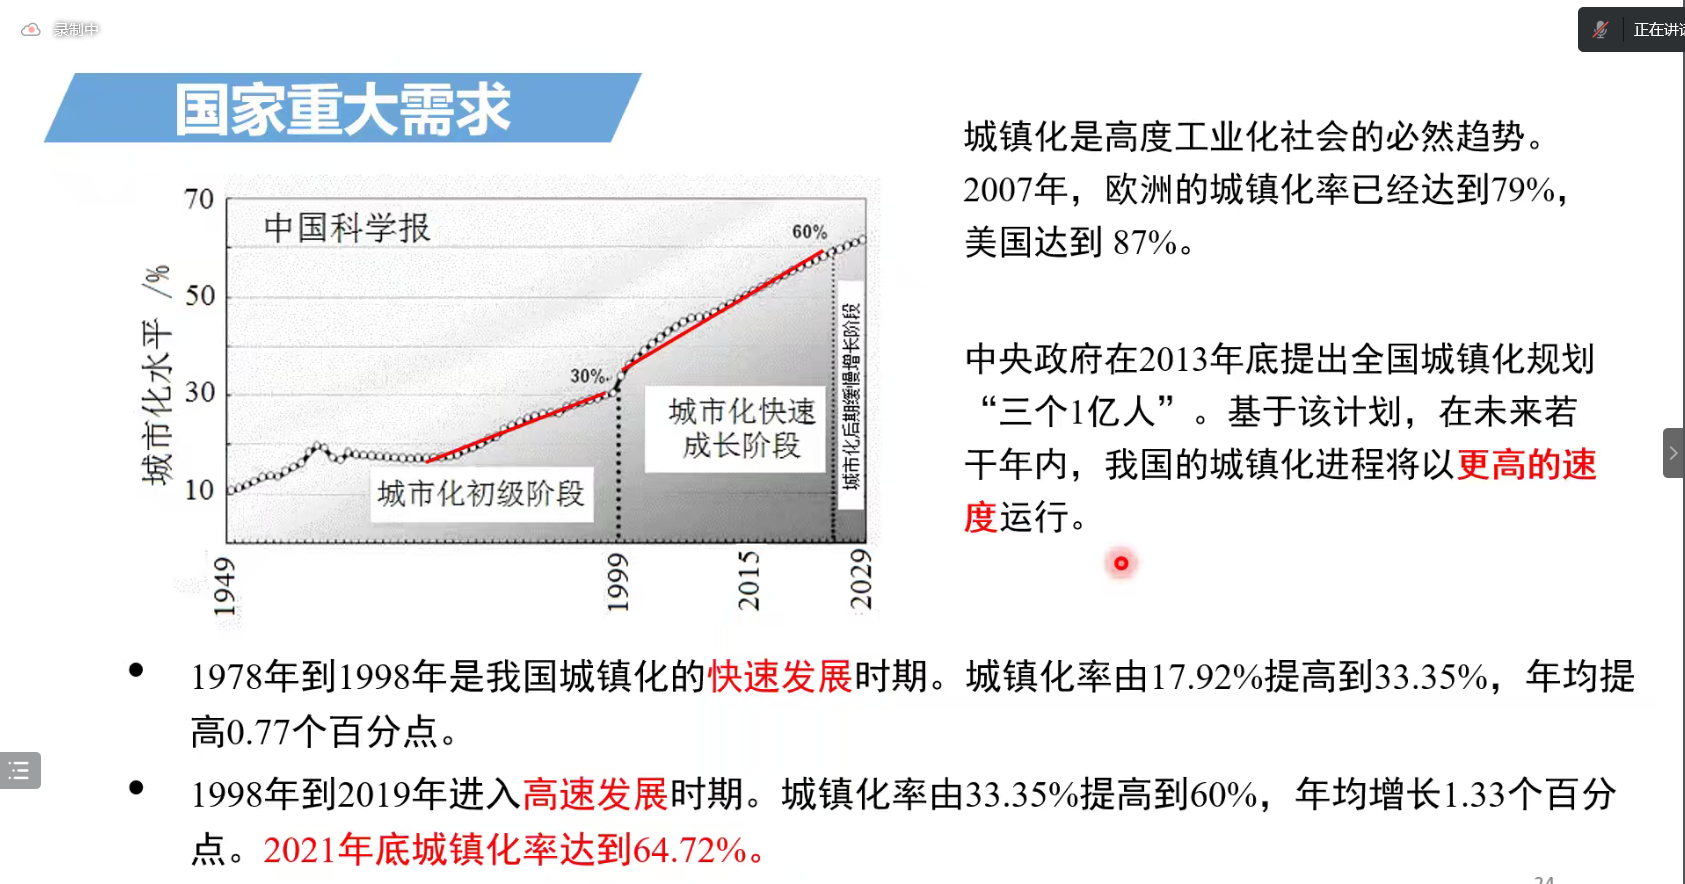 录制中
正在讲
国家重大需求
城镇化是高度工业化社会的必然趋势。
2007年，欧洲的城镇化率已经达到79%，
美国达到 87%。
中央政府在2013年底提出全国城镇化规划
“三个1亿人”。基于该计划，在未来若
干年内，我国的城镇化进程将以更高的速
度运行。
中国科学报
城市化水平 /%
70
50
30
10
60%
30%
城市化初级阶段
城市化快速
成长阶段
城市化后期缓慢增长阶段
1949
1999
2015
2029
• 1978年到1998年是我国城镇化的快速发展时期。城镇化率由17.92%提高到33.35%，年均提
高0.77个百分点。
• 1998年到2019年进入高速发展时期。城镇化率由33.35%提高到60%，年均增长1.33个百分
点。2021年底城镇化率达到64.72%。